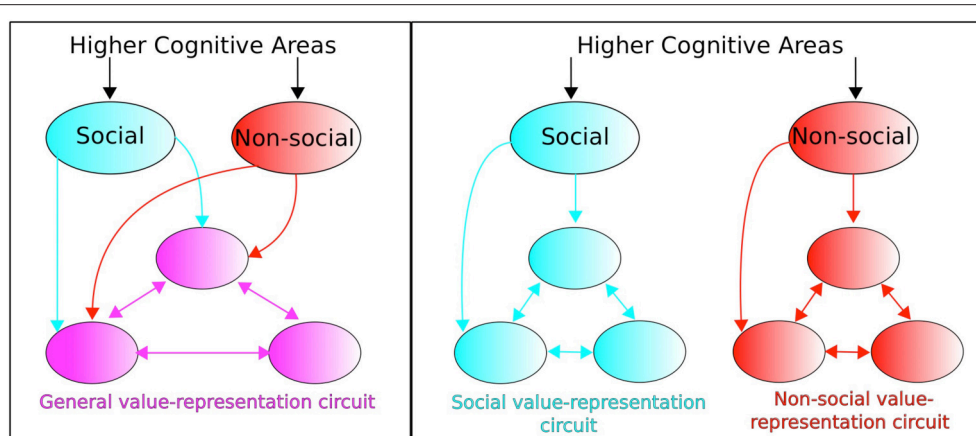 Higher Cognitive Areas
Social
Non-social
General value-representation circuit
Higher Cognitive Areas
Social
Non-social
Social value-representation
circuit
Non-social value-
representation circuit